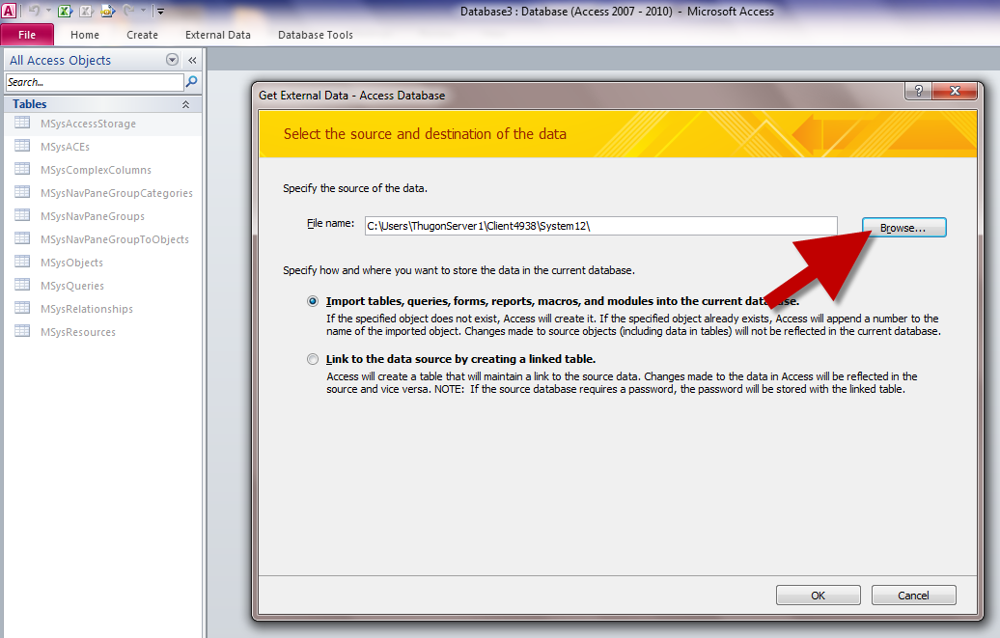 A
Database3 : Database (Access 2007 - 2010) - Microsoft Access
File Home Create External Data Database Tools
All Access Objects «
Search...
Tables
MSysAccessStorage
MSysACEs
MSysComplexColumns
MSysNavPaneGroupCategories
MSysNavPaneGroups
MSysNavPaneGroupToObjects
MSysObjects
MSysQueries
MSysRelationships
MSysResources
Get External Data - Access Database
?
Select the source and destination of the data
Specify the source of the data.
File name: C:\Users\ThugonServer1\Client4938\System12\ Browse...
Specify how and where you want to store the data in the current database.
Import tables, queries, forms, reports, macros, and modules into the current database.
If the specified object does not exist, Access will create it. If the specified object already exists, Access will append a number to the
name of the imported object. Changes made to source objects (including data in tables) will not be reflected in the current database.
Link to the data source by creating a linked table.
Access will create a table that will maintain a link to the source data. Changes made to the data in Access will be reflected in the
source and vice versa. NOTE: If the source database requires a password, the password will be stored with the linked table.
OK Cancel